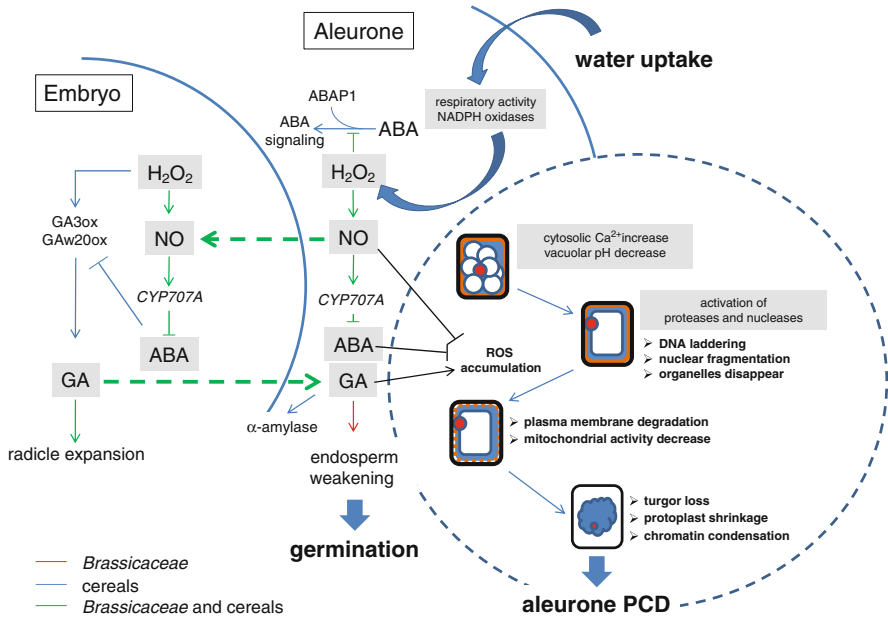 Aleurone
water uptake
Embryo
ABAP1
ABA
signaling
ABA
respiratory activity
NADPH oxidases
H2O2
H2O2
GA3ox
GAw20ox
NO
NO
CYP707A
CYP707A
ABA
ABA
GA
GA
ROS
accumulation
α-amylase
radicle expansion
endosperm
weakening
germination
cytosolic Ca2+increase
vacuolar pH decrease
activation of
proteases and nucleases
➢ DNA laddering
➢ nuclear fragmentation
➢ organelles disappear
➢ plasma membrane degradation
➢ mitochondrial activity decrease
➢ turgor loss
➢ protoplast shrinkage
➢ chromatin condensation
aleurone PCD
Brassicaceae
cereals
Brassicaceae and cereals